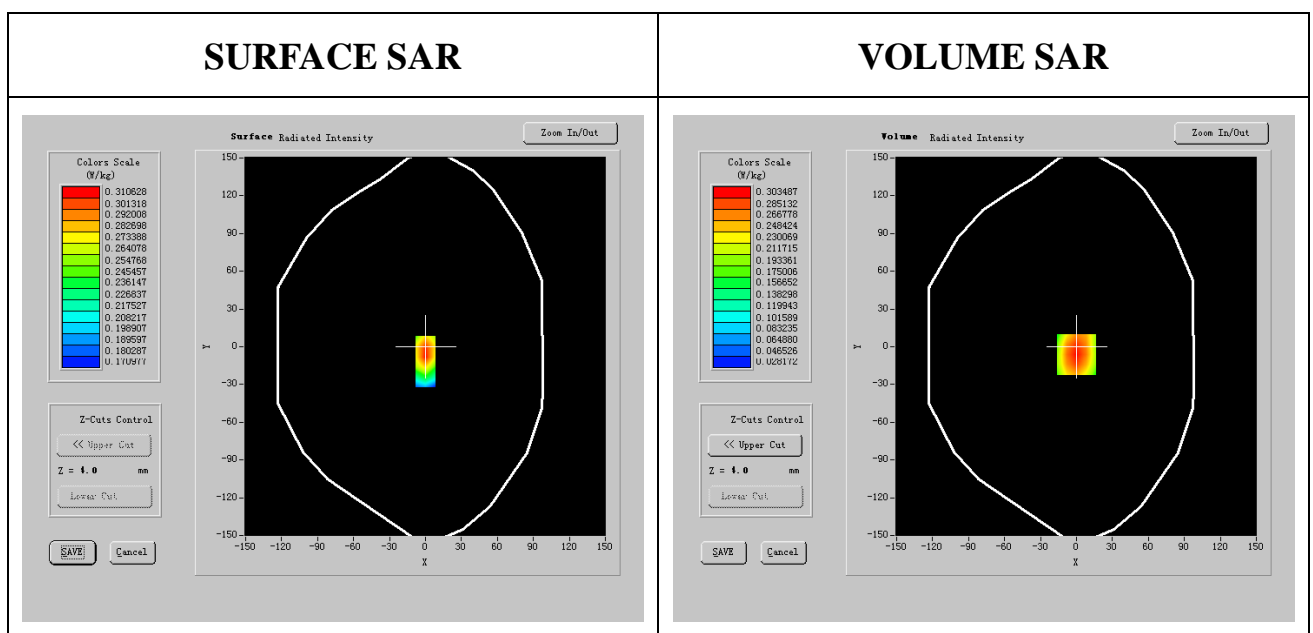 SURFACE SAR
VOLUME SAR
Surface Radiated Intensity
Zoom In/Out
Colors Scale
(W/kg)
0.310628
0.301318
0.292008
0.282698
0.273388
0.264078
0.254768
0.245457
0.236147
0.226837
0.217527
0.208217
0.198907
0.189597
0.180287
0.170977
Z-Cuts Control
<< Upper Cut
Z = 4.0 mm
Lower Cut
SAVE Cancel
150
120
90
60
30
0
-30
-60
-90
-120
-150
Y
-150 -120 -90 -60 -30 0 30 60 90 120 150
X
Volume Radiated Intensity
Zoom In/Out
Colors Scale
(W/kg)
0.303487
0.285132
0.266778
0.248424
0.230069
0.211715
0.193361
0.175006
0.156652
0.138298
0.119943
0.101589
0.083235
0.064880
0.046526
0.028172
Z-Cuts Control
<< Upper Cut
Z = 4.0 mm
Lower Cut
SAVE Cancel
150
120
90
60
30
0
-30
-60
-90
-120
-150
Y
-150 -120 -90 -60 -30 0 30 60 90 120 150
X